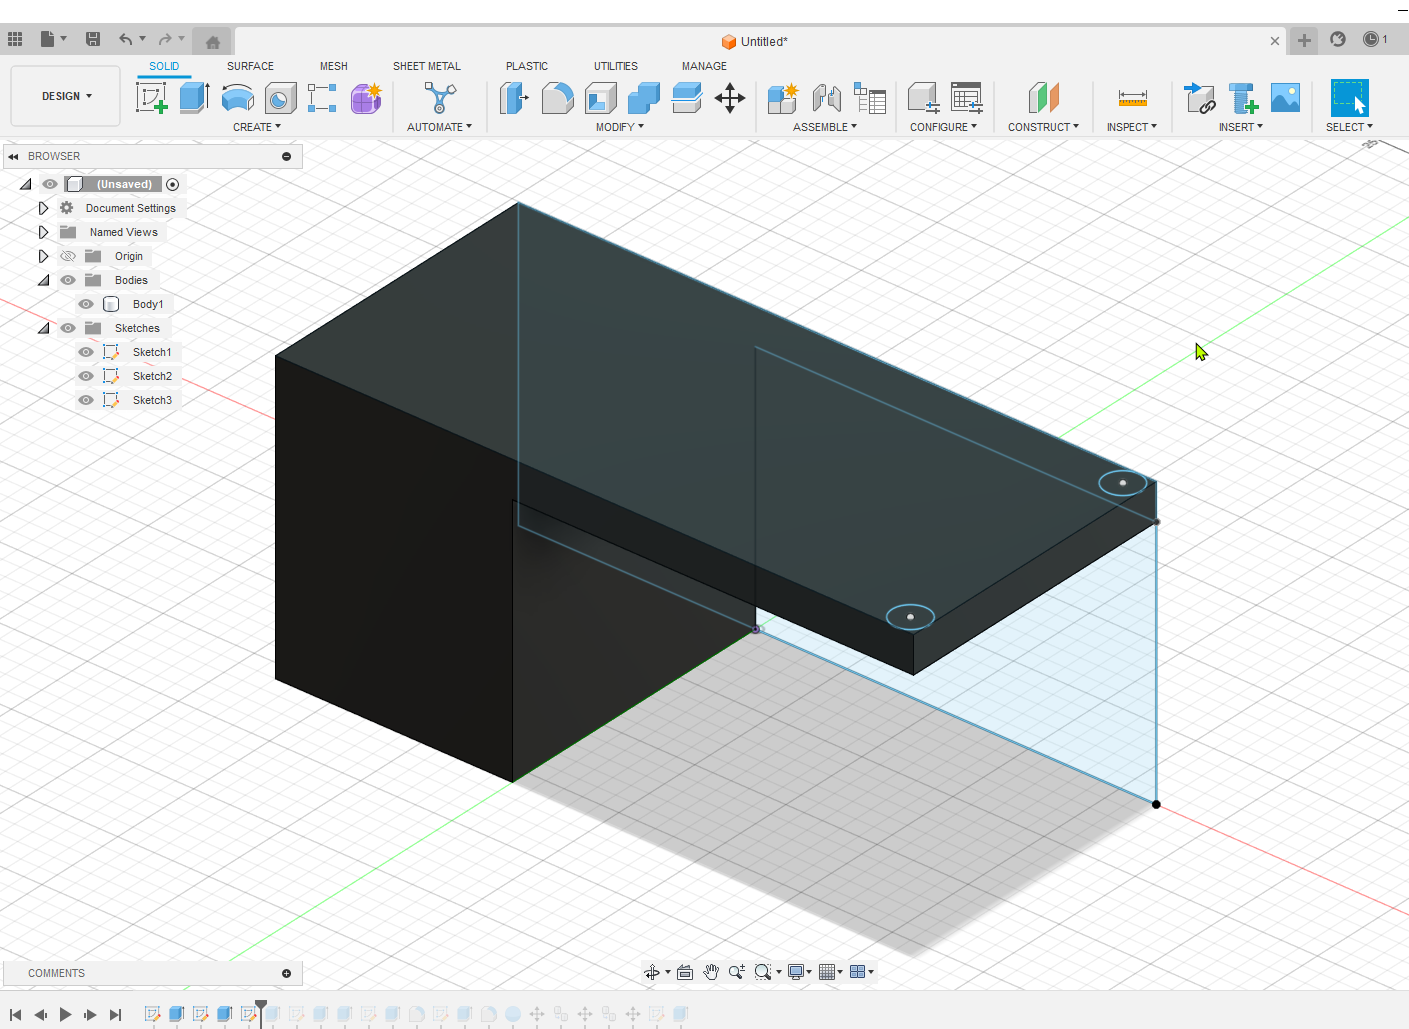 Untitled*
1
DESIGN
SOLID SURFACE MESH SHEET METAL PLASTIC UTILITIES MANAGE
CREATE AUTOMATE MODIFY ASSEMBLE CONFIGURE CONSTRUCT INSPECT INSERT SELECT
BROWSER
(Unsaved)
Document Settings
Named Views
Origin
Bodies
Body1
Sketches
Sketch1
Sketch2
Sketch3
COMMENTS